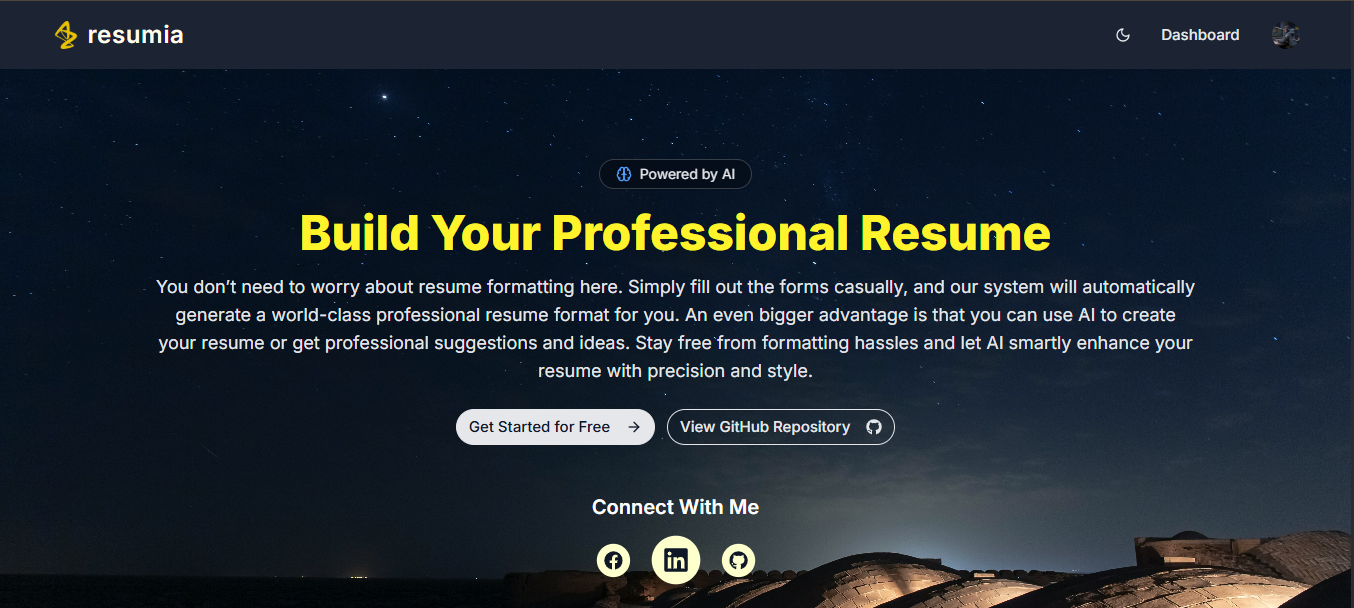 resumia
Dashboard
Powered by AI
Build Your Professional Resume
You don’t need to worry about resume formatting here. Simply fill out the forms casually, and our system will automatically
generate a world-class professional resume format for you. An even bigger advantage is that you can use AI to create
your resume or get professional suggestions and ideas. Stay free from formatting hassles and let AI smartly enhance your
resume with precision and style.
Get Started for Free
View GitHub Repository
Connect With Me
in